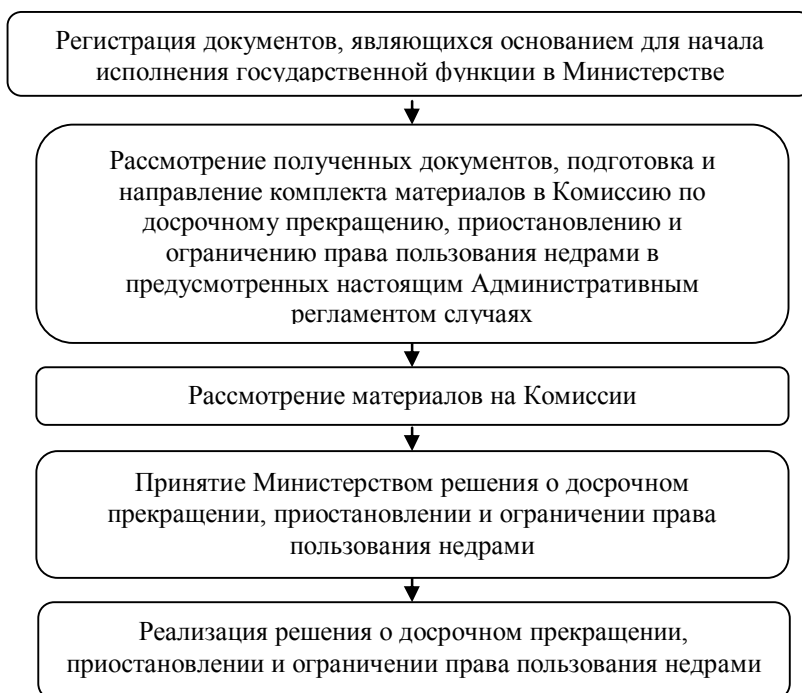 Регистрация документов, являющихся основанием для начала
исполнения государственной функции в Министерстве
Рассмотрение полученных документов, подготовка и
направление комплекта материалов в Комиссию по
досрочному прекращению, приостановлению и
ограничению права пользования недрами в
предусмотренных настоящим Административным
регламентом случаях
Рассмотрение материалов на Комиссии
Принятие Министерством решения о досрочном
прекращении, приостановлении и ограничении права
пользования недрами
Реализация решения о досрочном прекращении,
приостановлении и ограничении права пользования недрами